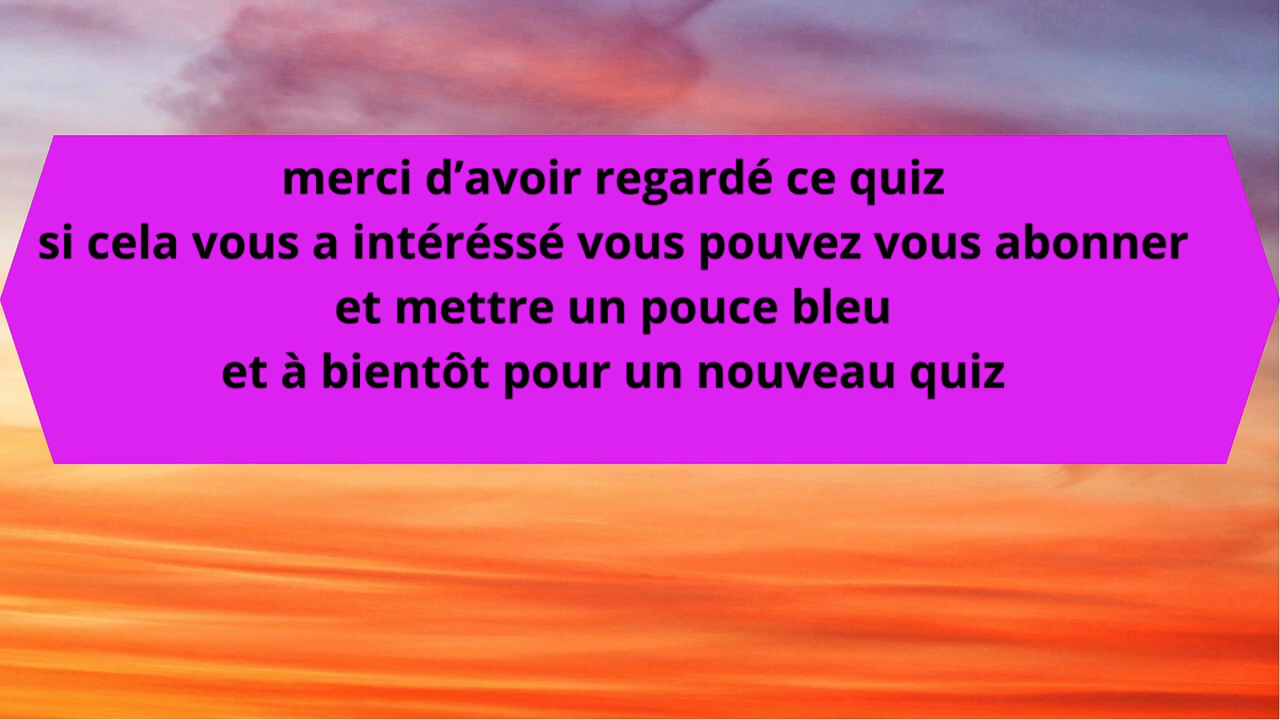 merci d’avoir regardé ce quiz
si cela vous a intéréssé vous pouvez vous abonner
et mettre un pouce bleu
et à bientôt pour un nouveau quiz